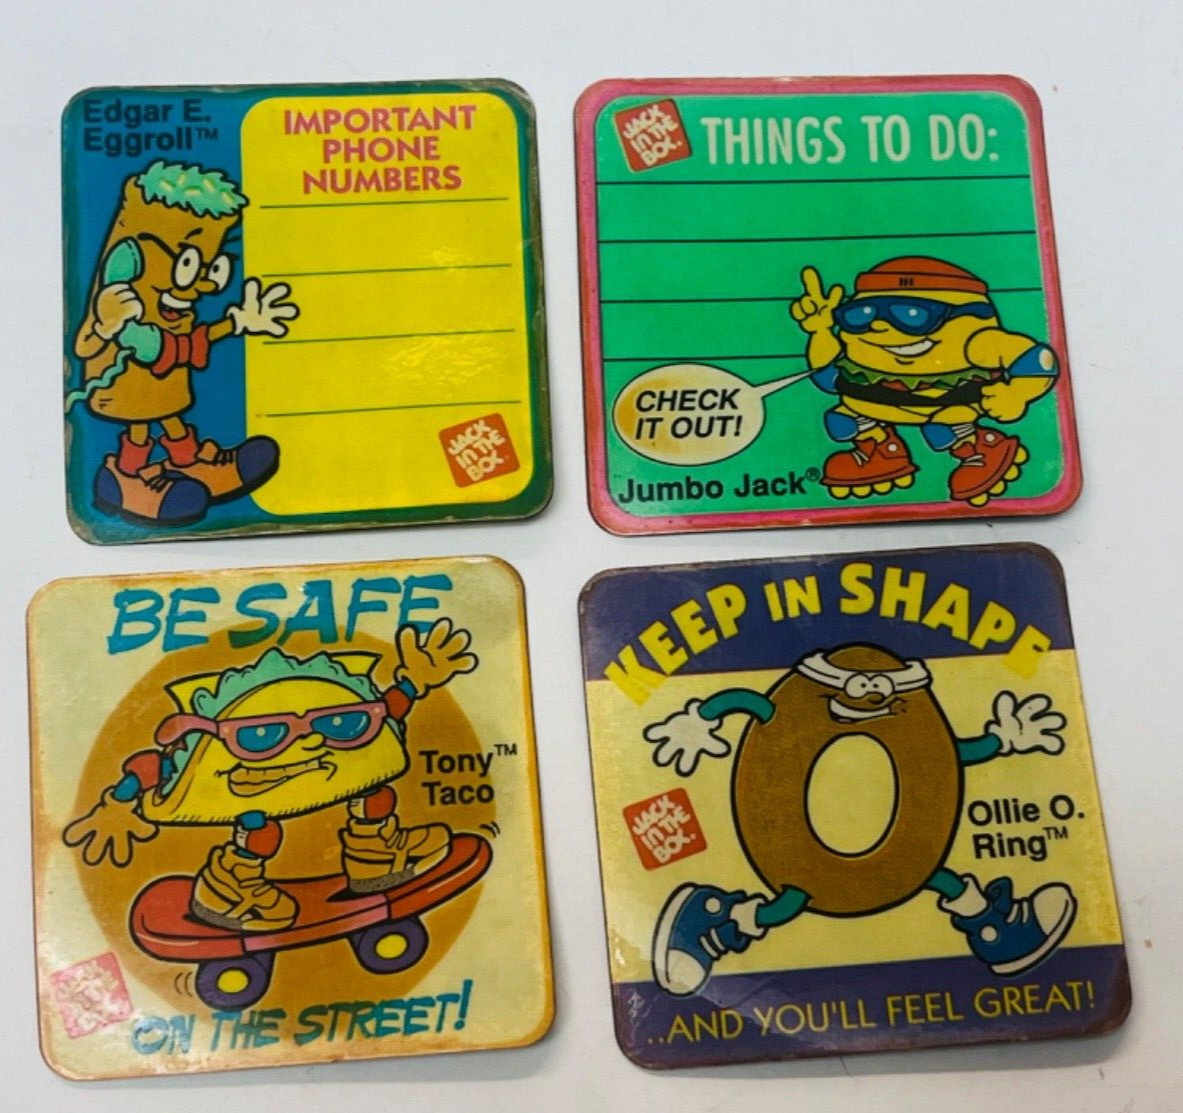 Edgar E.
Eggroll™
IMPORTANT
PHONE
NUMBERS
JACK
IN THE
BOX®
JACK
IN THE
BOX®
THINGS TO DO:
CHECK
IT OUT!
Jumbo Jack®
BE SAFE
Tony™
Taco
ON THE STREET!
KEEP IN SHAPE
JACK
IN THE
BOX®
Ollie O.
Ring™
..AND YOU'LL FEEL GREAT!